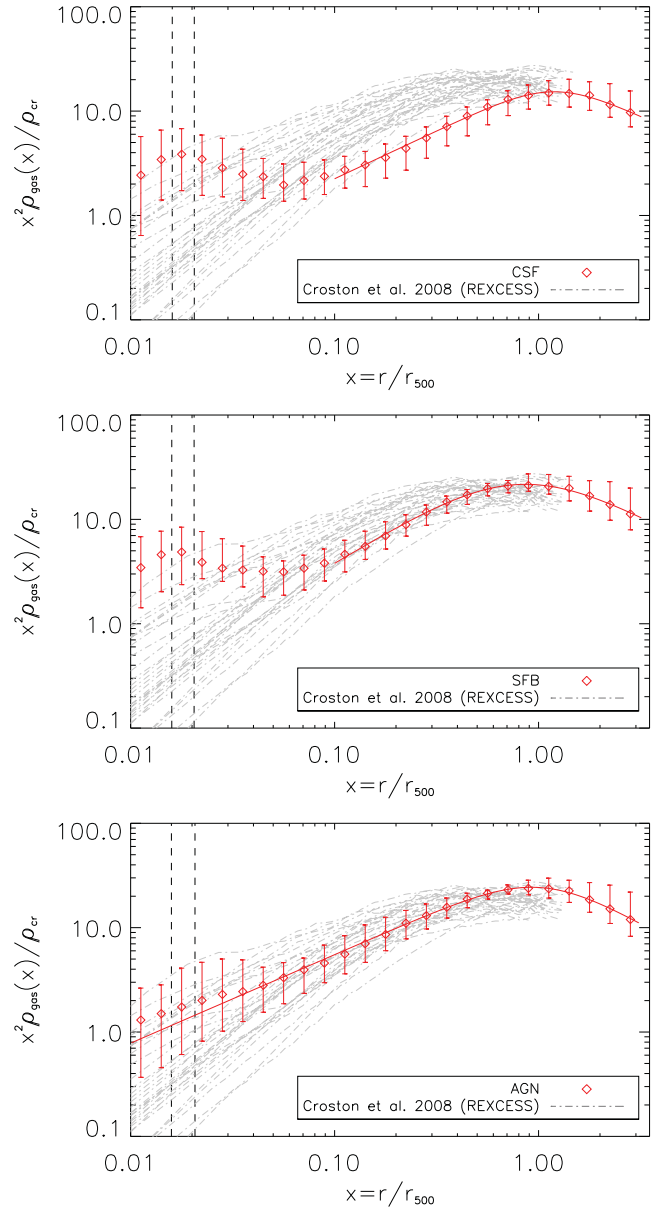 100.0
10.0
1.0
0.1
x²ρgas(x)/ρcr
CSF
Croston et al. 2008 (REXCESS)
0.01 0.10 1.00
x=r/r500
100.0
10.0
1.0
0.1
x²ρgas(x)/ρcr
SFB
Croston et al. 2008 (REXCESS)
0.01 0.10 1.00
x=r/r500
100.0
10.0
1.0
0.1
x²ρgas(x)/ρcr
AGN
Croston et al. 2008 (REXCESS)
0.01 0.10 1.00
x=r/r500